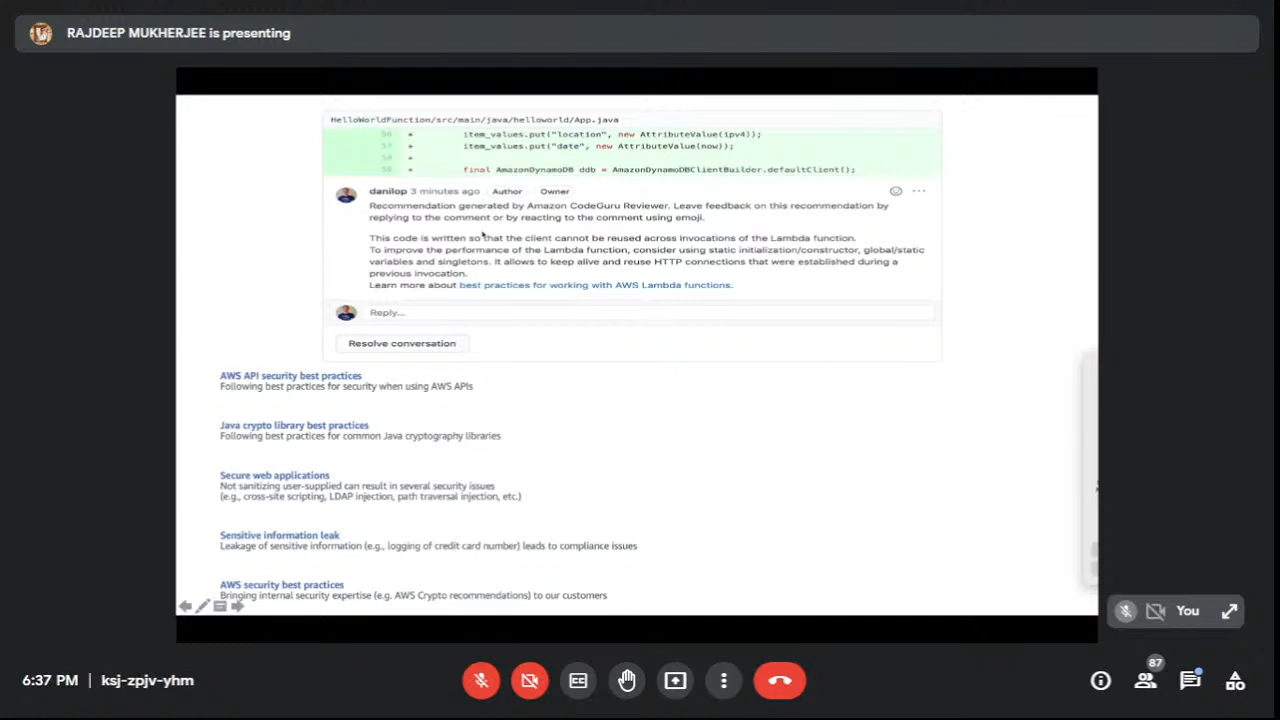 RAJDEEP MUKHERJEE is presenting
HelloWorldFunction/src/main/java/helloworld/App.java
56 + item_values.put("location", new AttributeValue(ipv4));
57 + item_values.put("date", new AttributeValue(now));
58 +
59 + final AmazonDynamoDB ddb = AmazonDynamoDBClientBuilder.defaultClient();
danilop 3 minutes ago Author Owner
Recommendation generated by Amazon CodeGuru Reviewer. Leave feedback on this recommendation by
replying to the comment or by reacting to the comment using emoji.
This code is written so that the client cannot be reused across invocations of the Lambda function.
To improve the performance of the Lambda function, consider using static initialization/constructor, global/static
variables and singletons. It allows to keep alive and reuse HTTP connections that were established during a
previous invocation.
Learn more about best practices for working with AWS Lambda functions.
Reply...
Resolve conversation
AWS API security best practices
Following best practices for security when using AWS APIs
Java crypto library best practices
Following best practices for common Java cryptography libraries
Secure web applications
Not sanitizing user-supplied can result in several security issues
(e.g., cross-site scripting, LDAP injection, path traversal injection, etc.)
Sensitive information leak
Leakage of sensitive information (e.g., logging of credit card number) leads to compliance issues
AWS security best practices
Bringing internal security expertise (e.g. AWS Crypto recommendations) to our customers
You
6:37 PM | ksj-zpjv-yhm
87